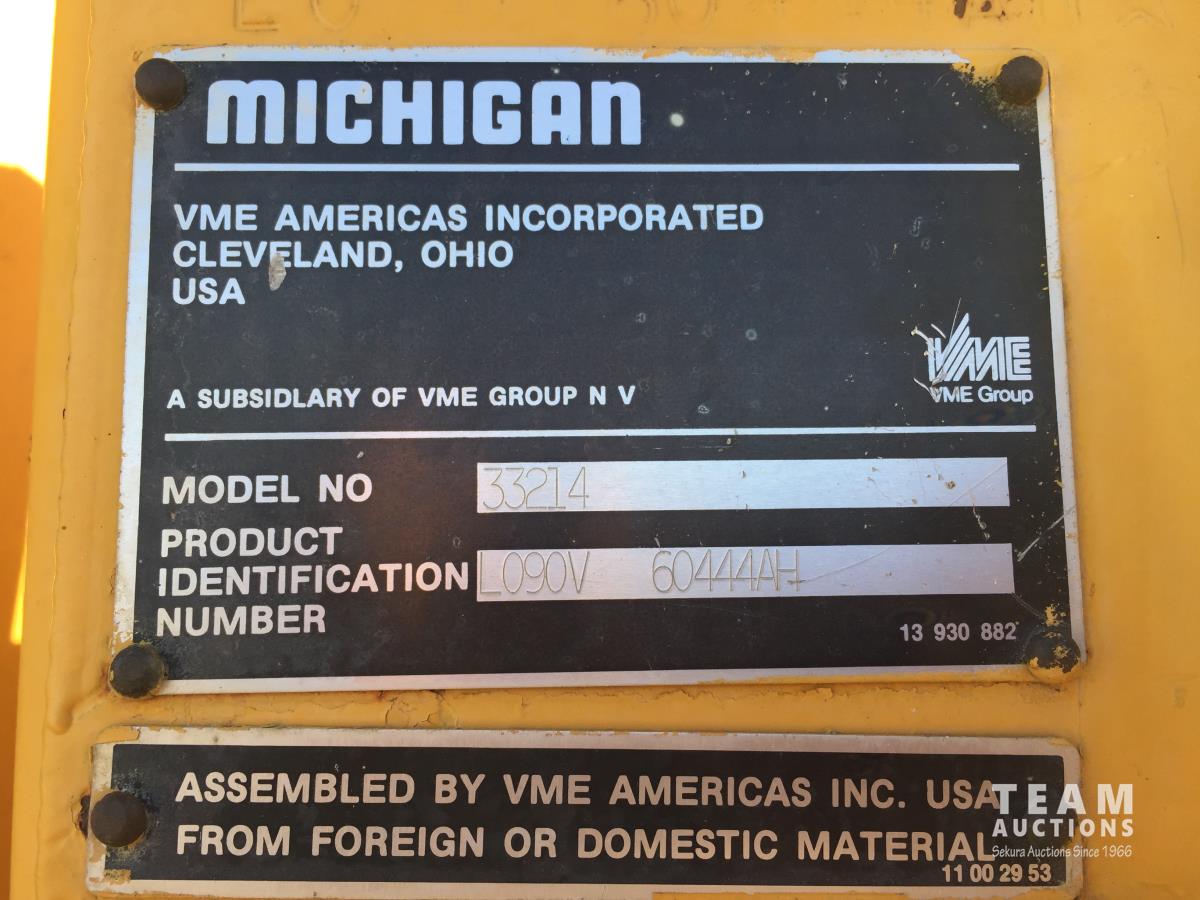 MICHIGAN
VME AMERICAS INCORPORATED
CLEVELAND, OHIO
USA
VME
VME Group
A SUBSIDLARY OF VME GROUP N V
MODEL NO 33214
PRODUCT
IDENTIFICATION L090V 60444AH
NUMBER
13 930 882
ASSEMBLED BY VME AMERICAS INC. USA
FROM FOREIGN OR DOMESTIC MATERIAL
11 00 29 53
TEAM
AUCTIONS
Sekura Auctions Since 1966